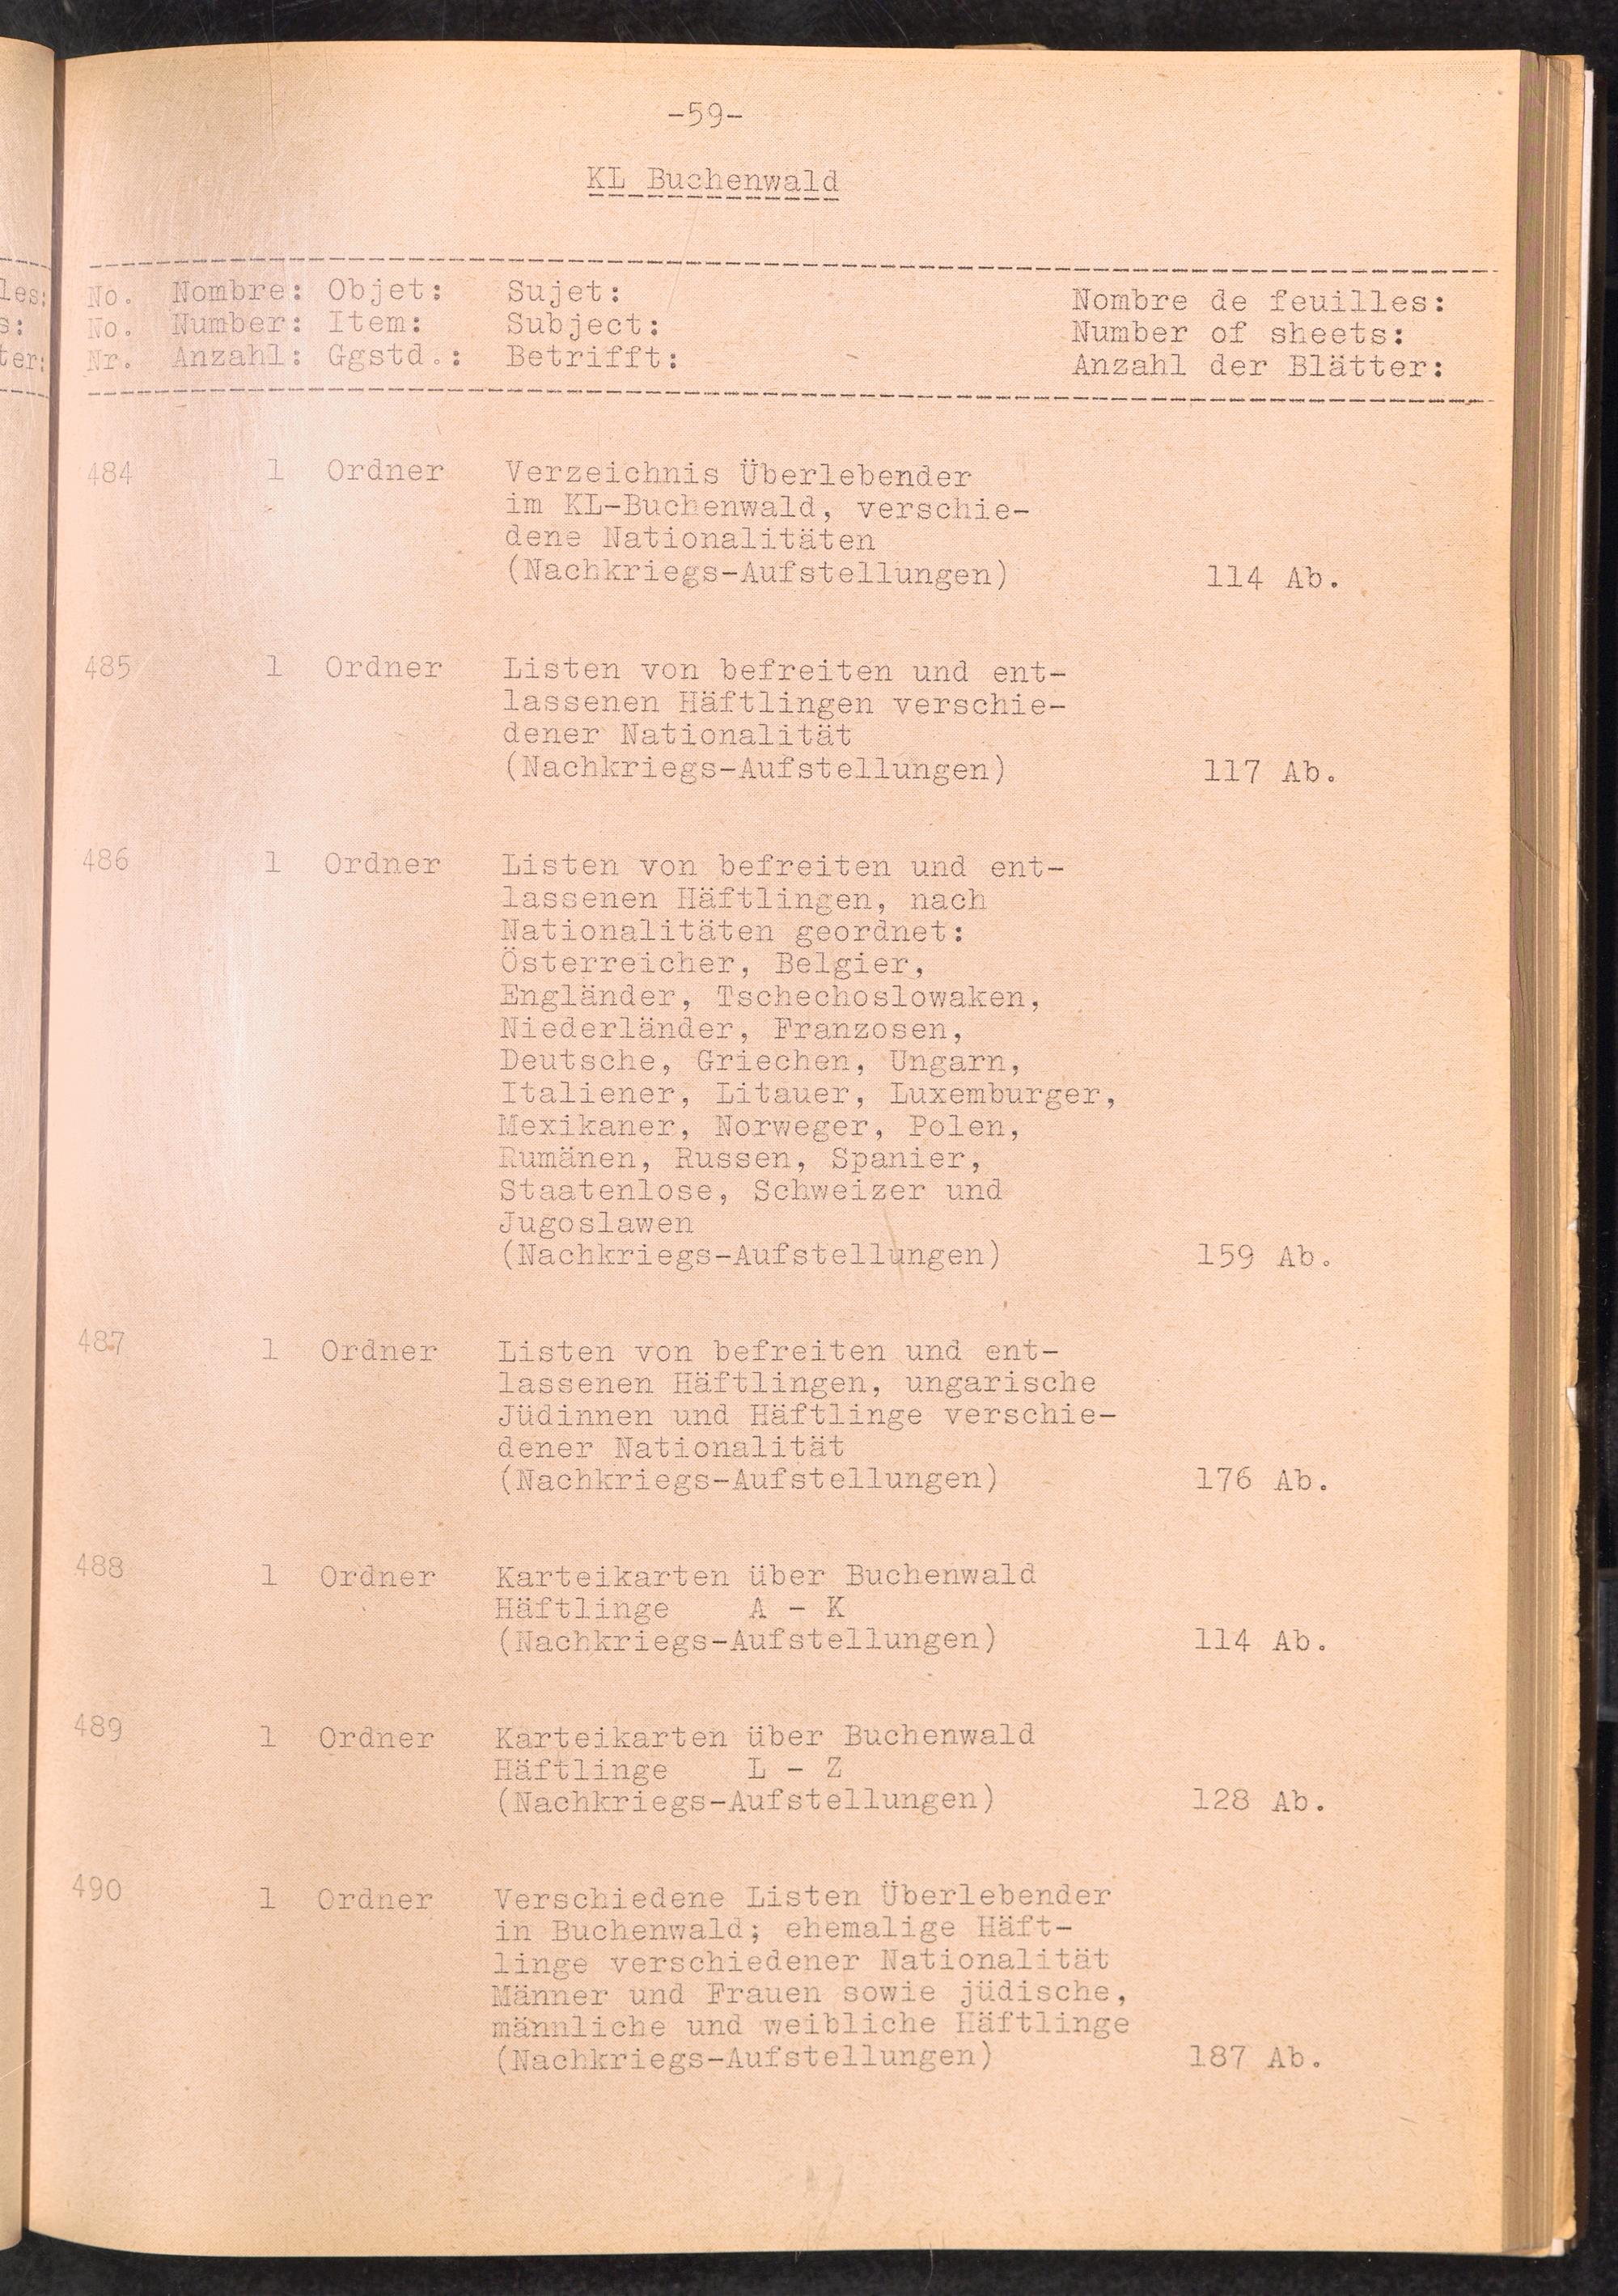 -59-
KL Buchenwald
les:
s:
ter:
No. Nombre: Objet: Sujet: Nombre de feuilles:
No. Number: Item: Subject: Number of sheets:
Nr. Anzahl: Ggstd.: Betrifft: Anzahl der Blätter:
484 1 Ordner Verzeichnis Überlebender
im KL-Buchenwald, verschie-
dene Nationalitäten
(Nachkriegs-Aufstellungen) 114 Ab.
485 1 Ordner Listen von befreiten und ent-
lassenen Häftlingen verschie-
dener Nationalität
(Nachkriegs-Aufstellungen) 117 Ab.
486 1 Ordner Listen von befreiten und ent-
lassenen Häftlingen, nach
Nationalitäten geordnet:
Österreicher, Belgier,
Engländer, Tschechoslowaken,
Niederländer, Franzosen,
Deutsche, Griechen, Ungarn,
Italiener, Litauer, Luxemburger,
Mexikaner, Norweger, Polen,
Rumänen, Russen, Spanier,
Staatenlose, Schweizer und
Jugoslawen
(Nachkriegs-Aufstellungen) 159 Ab.
487 1 Ordner Listen von befreiten und ent-
lassenen Häftlingen, ungarische
Jüdinnen und Häftlinge verschie-
dener Nationalität
(Nachkriegs-Aufstellungen) 176 Ab.
488 1 Ordner Karteikarten über Buchenwald
Häftlinge A - K
(Nachkriegs-Aufstellungen) 114 Ab.
489 1 Ordner Karteikarten über Buchenwald
Häftlinge L - Z
(Nachkriegs-Aufstellungen) 128 Ab.
490 1 Ordner Verschiedene Listen Überlebender
in Buchenwald; ehemalige Häft-
linge verschiedener Nationalität
Männer und Frauen sowie jüdische,
männliche und weibliche Häftlinge
(Nachkriegs-Aufstellungen) 187 Ab.